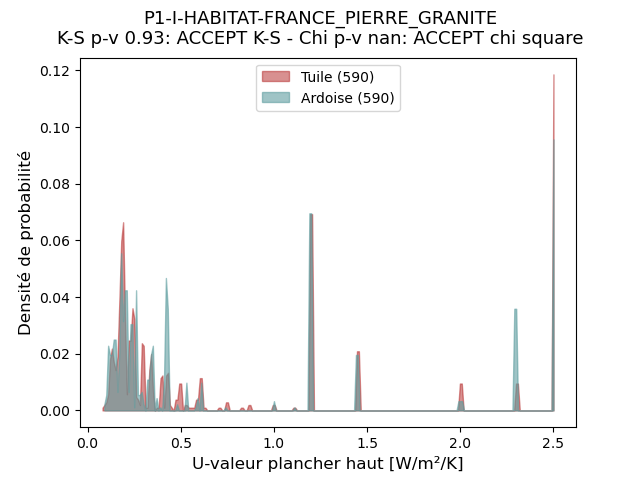 P1-I-HABITAT-FRANCE_PIERRE_GRANITE
K-S p-v 0.93: ACCEPT K-S - Chi p-v nan: ACCEPT chi square
Tuile (590)
Ardoise (590)
Densité de probabilité
0.12
0.10
0.08
0.06
0.04
0.02
0.00
0.0 0.5 1.0 1.5 2.0 2.5
U-valeur plancher haut [W/m²/K]